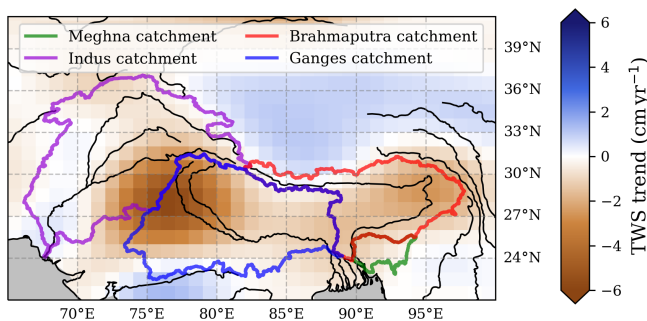 Meghna catchment
Indus catchment
Brahmaputra catchment
Ganges catchment
39°N
36°N
33°N
30°N
27°N
24°N
70°E 75°E 80°E 85°E 90°E 95°E
6
4
2
0
−2
−4
−6
TWS trend (cm yr⁻¹)